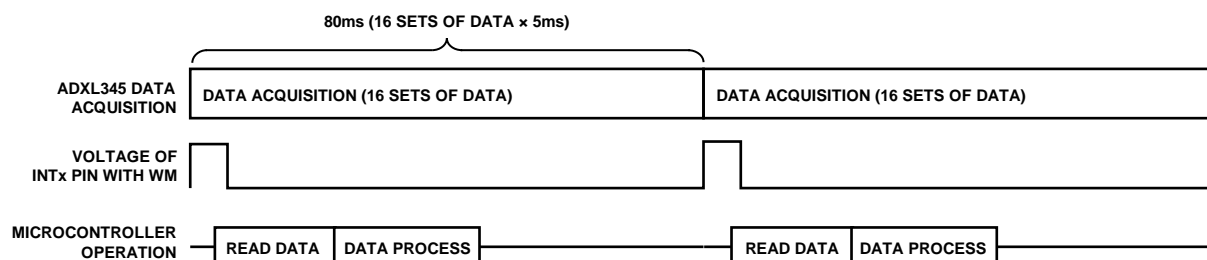 80ms (16 SETS OF DATA × 5ms)
ADXL345 DATA
ACQUISITION
DATA ACQUISITION (16 SETS OF DATA)
DATA ACQUISITION (16 SETS OF DATA)
VOLTAGE OF
INTx PIN WITH WM
MICROCONTROLLER
OPERATION
READ DATA
DATA PROCESS
READ DATA
DATA PROCESS